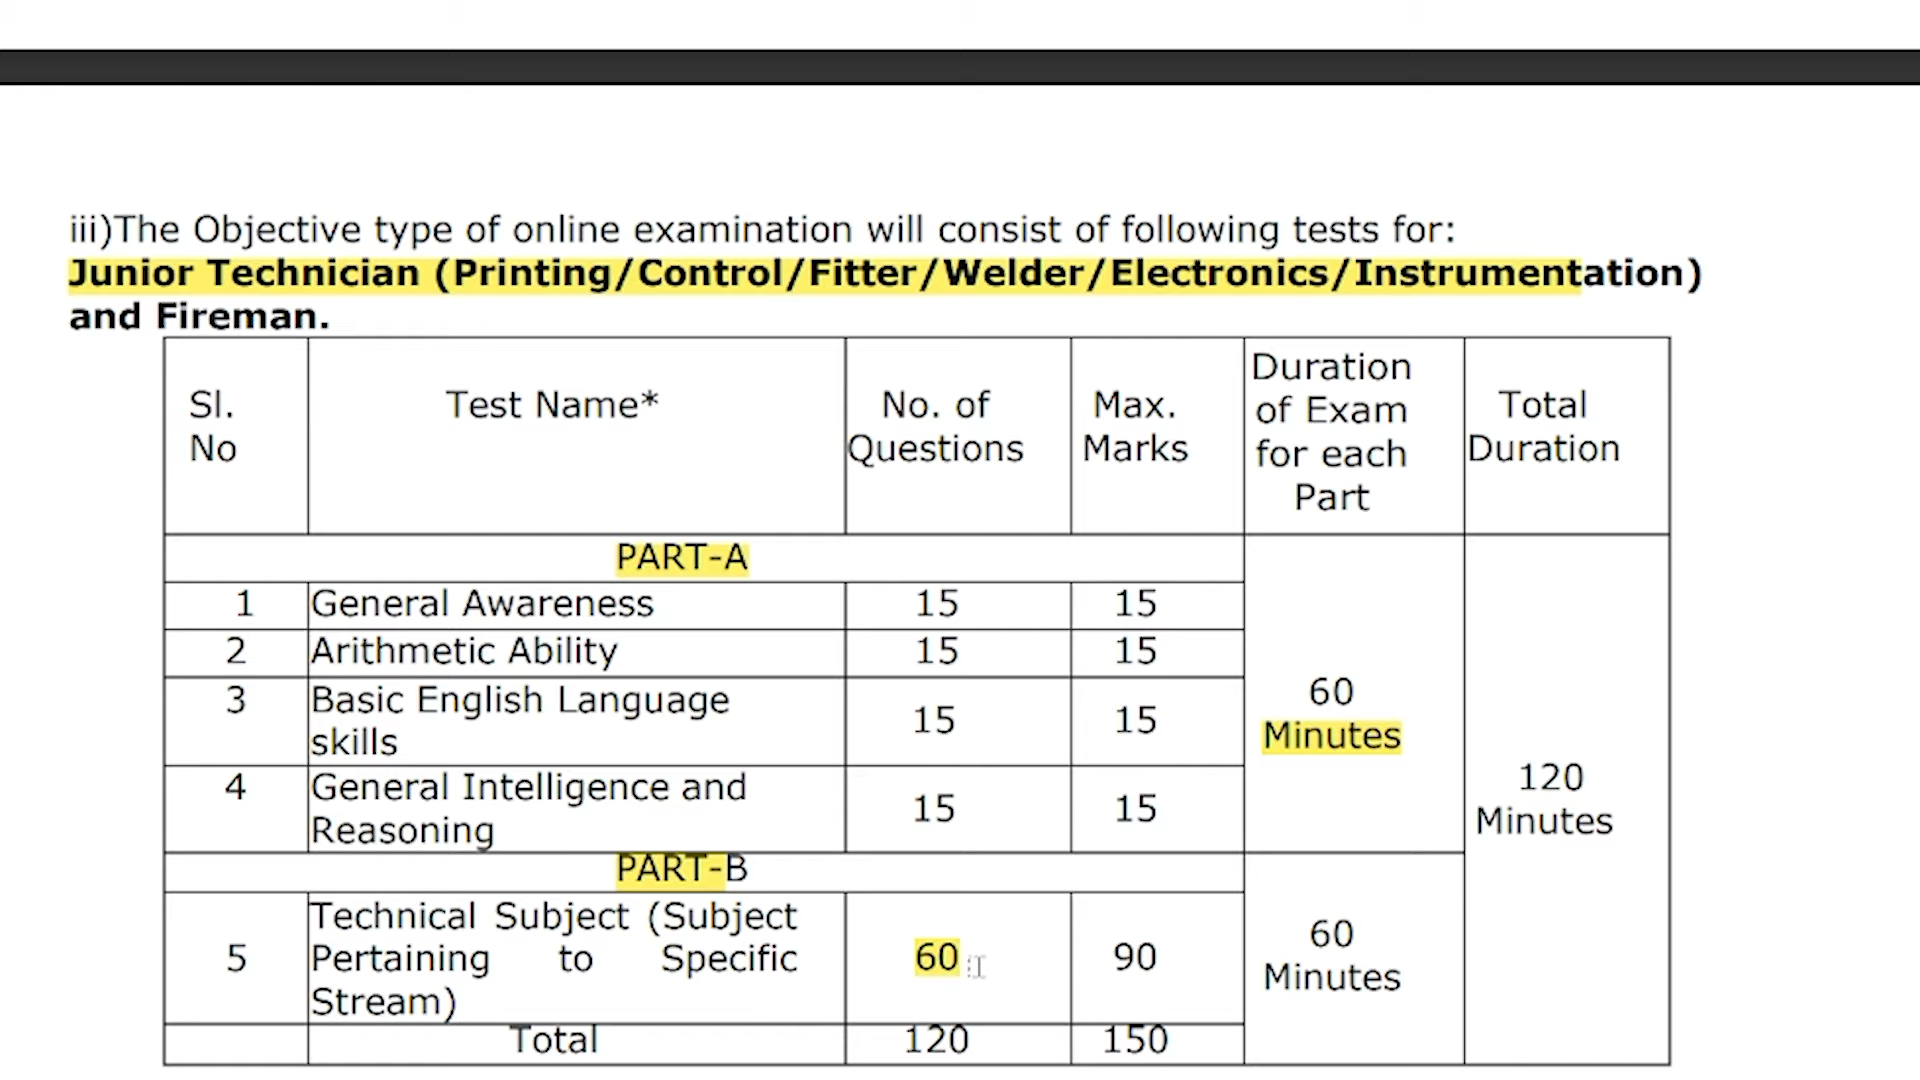 iii)The Objective type of online examination will consist of following tests for:
Junior Technician (Printing/Control/Fitter/Welder/Electronics/Instrumentation)
and Fireman.
Sl. No
Test Name*
No. of Questions
Max. Marks
Duration of Exam for each Part
Total Duration
PART-A
1 General Awareness 15 15
2 Arithmetic Ability 15 15
3 Basic English Language skills 15 15
4 General Intelligence and Reasoning 15 15
60 Minutes
120 Minutes
PART-B
5 Technical Subject (Subject Pertaining to Specific Stream) 60 90
60 Minutes
Total 120 150